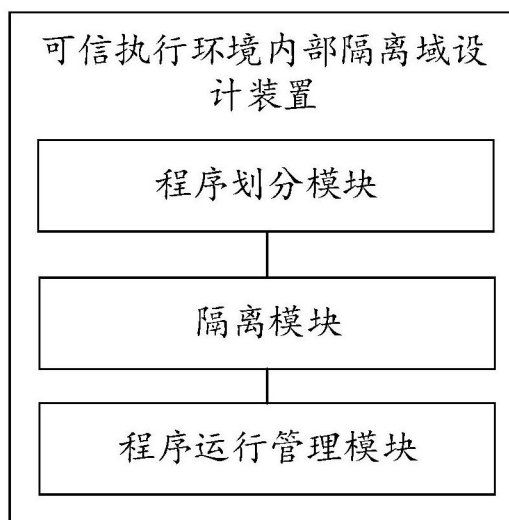 可信执行环境内部隔离域设
计装置
程序划分模块
隔离模块
程序运行管理模块